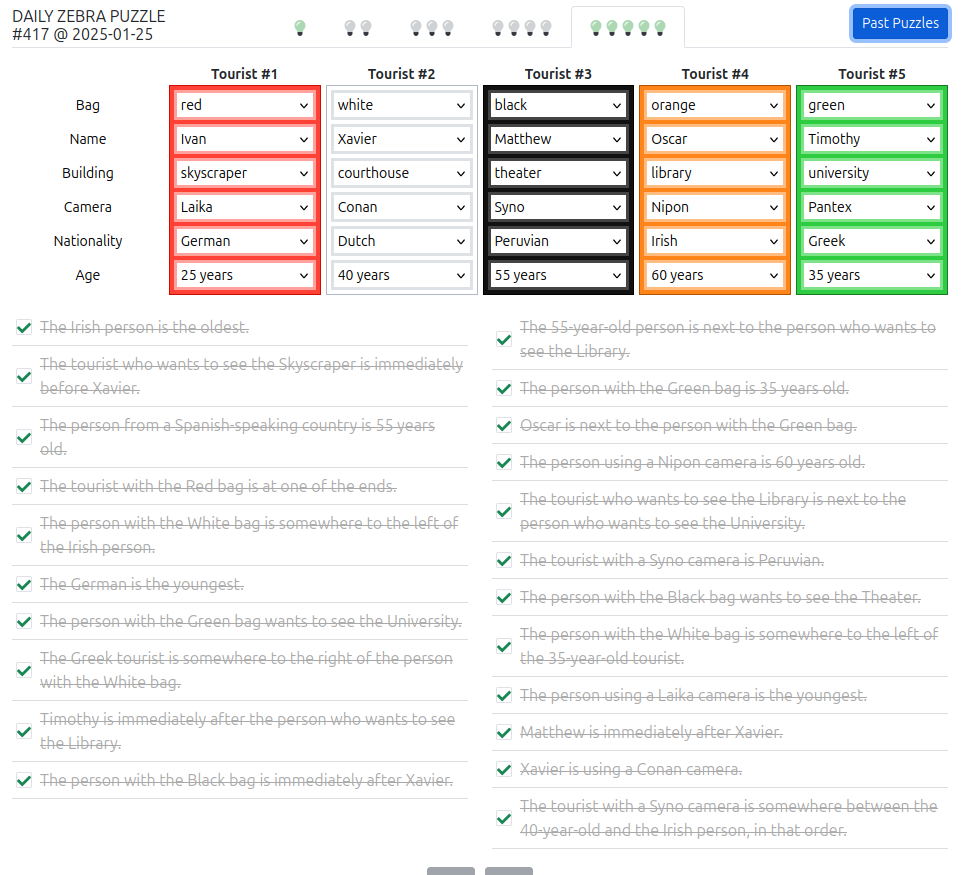 DAILY ZEBRA PUZZLE
#417 @ 2025-01-25
Past Puzzles
Tourist #1 Tourist #2 Tourist #3 Tourist #4 Tourist #5
Bag red white black orange green
Name Ivan Xavier Matthew Oscar Timothy
Building skyscraper courthouse theater library university
Camera Laika Conan Syno Nipon Pantex
Nationality German Dutch Peruvian Irish Greek
Age 25 years 40 years 55 years 60 years 35 years
The Irish person is the oldest.
The tourist who wants to see the Skyscraper is immediately
before Xavier.
The person from a Spanish-speaking country is 55 years
old.
The tourist with the Red bag is at one of the ends.
The person with the White bag is somewhere to the left of
the Irish person.
The German is the youngest.
The person with the Green bag wants to see the University.
The Greek tourist is somewhere to the right of the person
with the White bag.
Timothy is immediately after the person who wants to see
the Library.
The person with the Black bag is immediately after Xavier.
The 55-year-old person is next to the person who wants to
see the Library.
The person with the Green bag is 35 years old.
Oscar is next to the person with the Green bag.
The person using a Nipon camera is 60 years old.
The tourist who wants to see the Library is next to the
person who wants to see the University.
The tourist with a Syno camera is Peruvian.
The person with the Black bag wants to see the Theater.
The person with the White bag is somewhere to the left of
the 35-year-old tourist.
The person using a Laika camera is the youngest.
Matthew is immediately after Xavier.
Xavier is using a Conan camera.
The tourist with a Syno camera is somewhere between the
40-year-old and the Irish person, in that order.